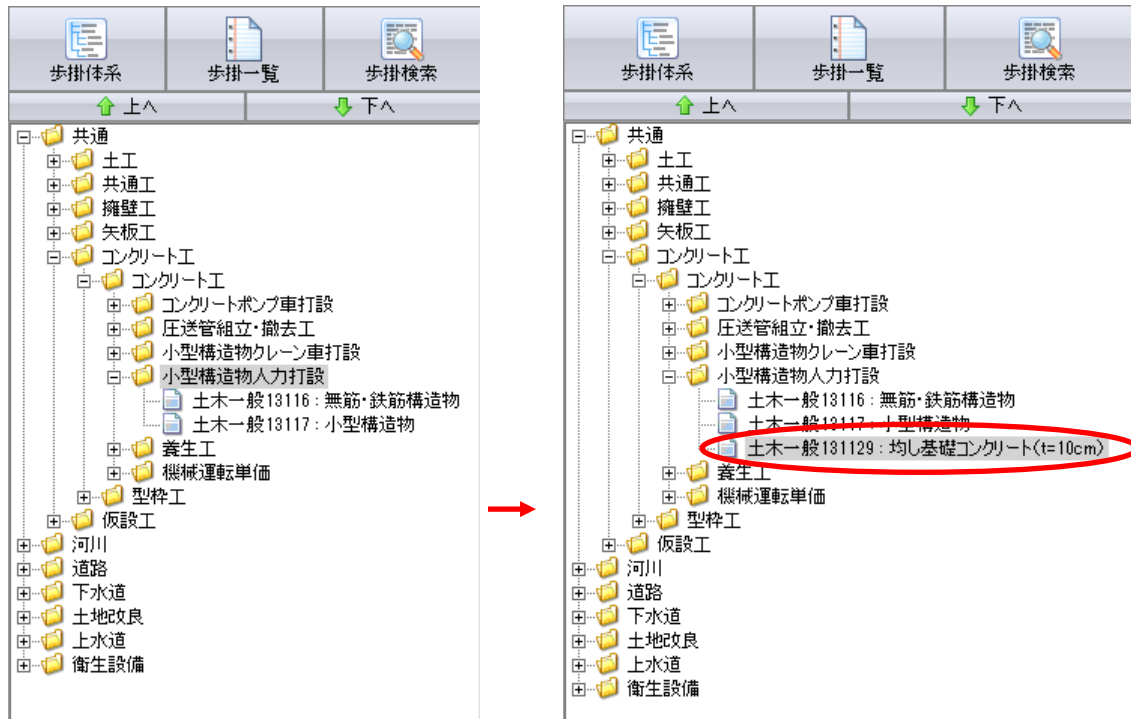 歩掛体系
歩掛一覧
歩掛検索
上へ
下へ
共通
土工
共通工
擁壁工
矢板工
コンクリート工
コンクリート工
コンクリートポンプ車打設
圧送管組立・撤去工
小型構造物クレーン車打設
小型構造物人力打設
土木一般13116：無筋・鉄筋構造物
土木一般13117：小型構造物
養生工
機械運転単価
型枠工
仮設工
河川
道路
下水道
土地改良
上水道
衛生設備
歩掛体系
歩掛一覧
歩掛検索
上へ
下へ
共通
土工
共通工
擁壁工
矢板工
コンクリート工
コンクリート工
コンクリートポンプ車打設
圧送管組立・撤去工
小型構造物クレーン車打設
小型構造物人力打設
土木一般13116：無筋・鉄筋構造物
土木一般13117：小型構造物
土木一般131129：均し基礎コンクリート(t=10cm)
養生工
機械運転単価
型枠工
仮設工
河川
道路
下水道
土地改良
上水道
衛生設備